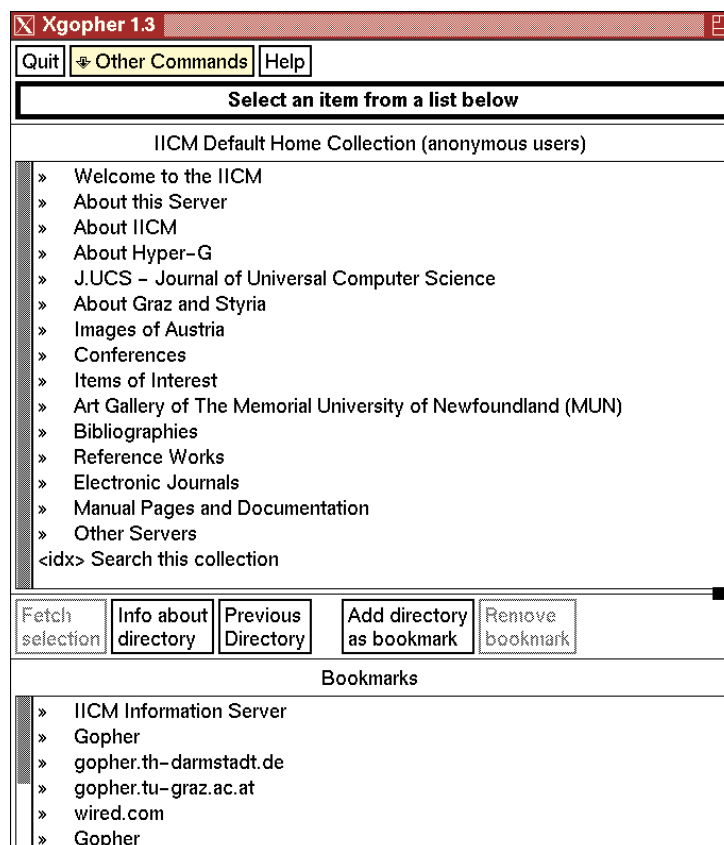 Xgopher 1.3
Quit Other Commands Help
Select an item from a list below
IICM Default Home Collection (anonymous users)
» Welcome to the IICM
» About this Server
» About IICM
» About Hyper-G
» J.UCS - Journal of Universal Computer Science
» About Graz and Styria
» Images of Austria
» Conferences
» Items of Interest
» Art Gallery of The Memorial University of Newfoundland (MUN)
» Bibliographies
» Reference Works
» Electronic Journals
» Manual Pages and Documentation
» Other Servers
<idx> Search this collection
Fetch selection
Info about directory
Previous Directory
Add directory as bookmark
Remove bookmark
Bookmarks
» IICM Information Server
» Gopher
» gopher.th-darmstadt.de
» gopher.tu-graz.ac.at
» wired.com
» Gopher